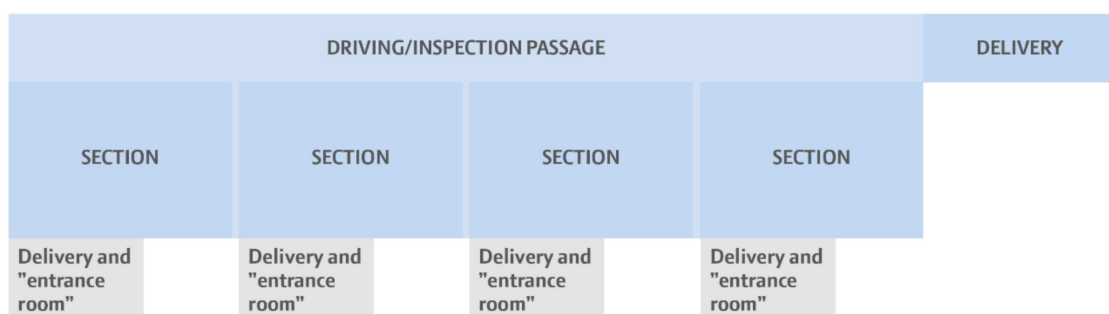 DRIVING/INSPECTION PASSAGE
DELIVERY
SECTION
SECTION
SECTION
SECTION
Delivery and
”entrance
room”
Delivery and
”entrance
room”
Delivery and
”entrance
room”
Delivery and
”entrance
room”